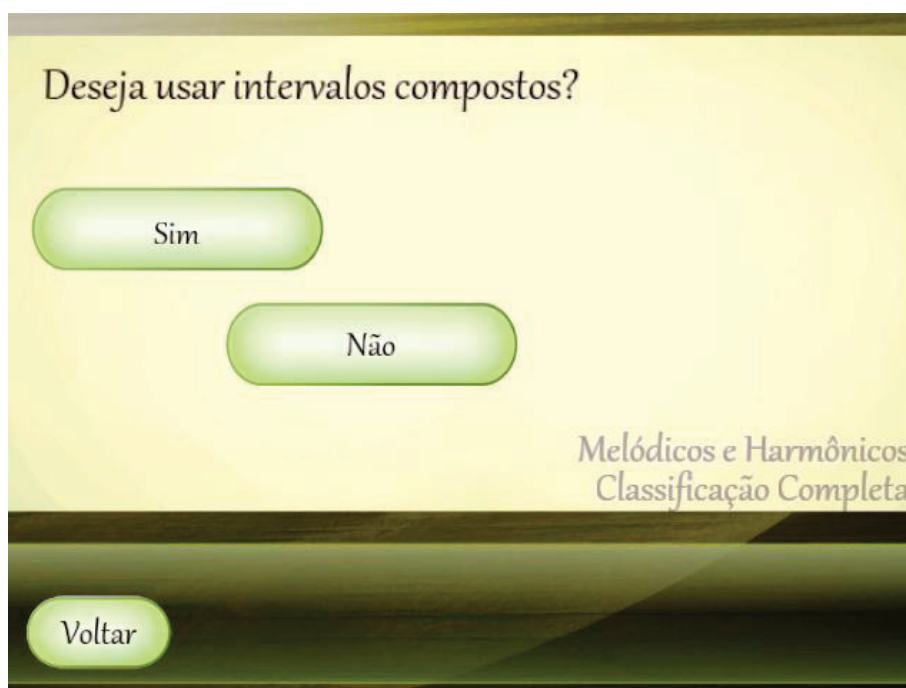 Deseja usar intervalos compostos?
Sim
Não
Melódicos e Harmônicos
Classificação Completa
Voltar